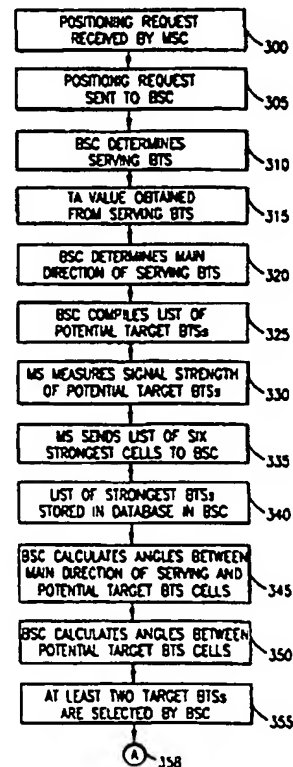 POSITIONING REQUEST
RECEIVED BY MSC
300
POSITIONING REQUEST
SENT TO BSC
305
BSC DETERMINES
SERVING BTS
310
TA VALUE OBTAINED
FROM SERVING BTS
315
BSC DETERMINES MAIN
DIRECTION OF SERVING BTS
320
BSC COMPILES LIST OF
POTENTIAL TARGET BTSs
325
MS MEASURES SIGNAL STRENGTH
OF POTENTIAL TARGET BTSs
330
MS SENDS LIST OF SIX
STRONGEST CELLS TO BSC
335
LIST OF STRONGEST BTSs
STORED IN DATABASE IN BSC
340
BSC CALCULATES ANGLES BETWEEN
MAIN DIRECTION OF SERVING AND
POTENTIAL TARGET BTS CELLS
345
BSC CALCULATES ANGLES BETWEEN
POTENTIAL TARGET BTS CELLS
350
AT LEAST TWO TARGET BTSs
ARE SELECTED BY BSC
355
A
358